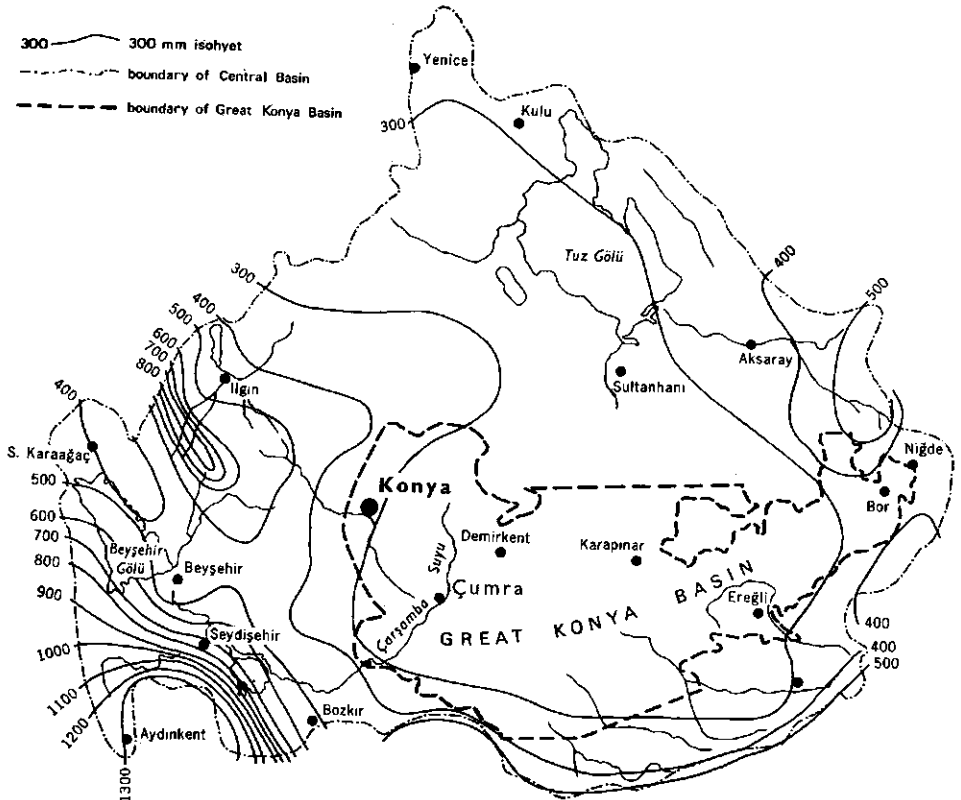 300 300 mm isohyet
boundary of Central Basin
boundary of Great Konya Basin
Yenice
Kulu
300
Tuz Gölü
400
300
500
400
500
600
700
800
Aksaray
Sultanhanı
Ilgın
400
S. Karaağaç
Niğde
500
Konya
Bor
600
700
Demirkent
Beyşehir
Gölü
800
Suyu
Karapınar
Beyşehir
900
Çumra
Ereğli
Çarşamba
GREAT KONYA BASIN
400
Seydişehir
1000
400
500
1100
Bozkır
1200
Aydınkent
1300